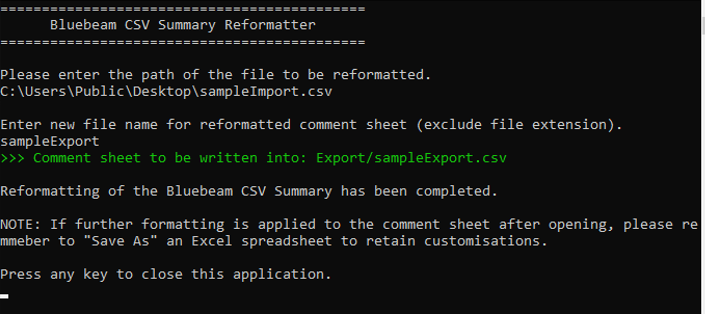 ============================================
Bluebeam CSV Summary Reformatter
============================================
Please enter the path of the file to be reformatted.
C:\Users\Public\Desktop\sampleImport.csv
Enter new file name for reformatted comment sheet (exclude file extension).
sampleExport
>>> Comment sheet to be written into: Export/sampleExport.csv
Reformatting of the Bluebeam CSV Summary has been completed.
NOTE: If further formatting is applied to the comment sheet after opening, please re
mmeber to "Save As" an Excel spreadsheet to retain customisations.
Press any key to close this application.